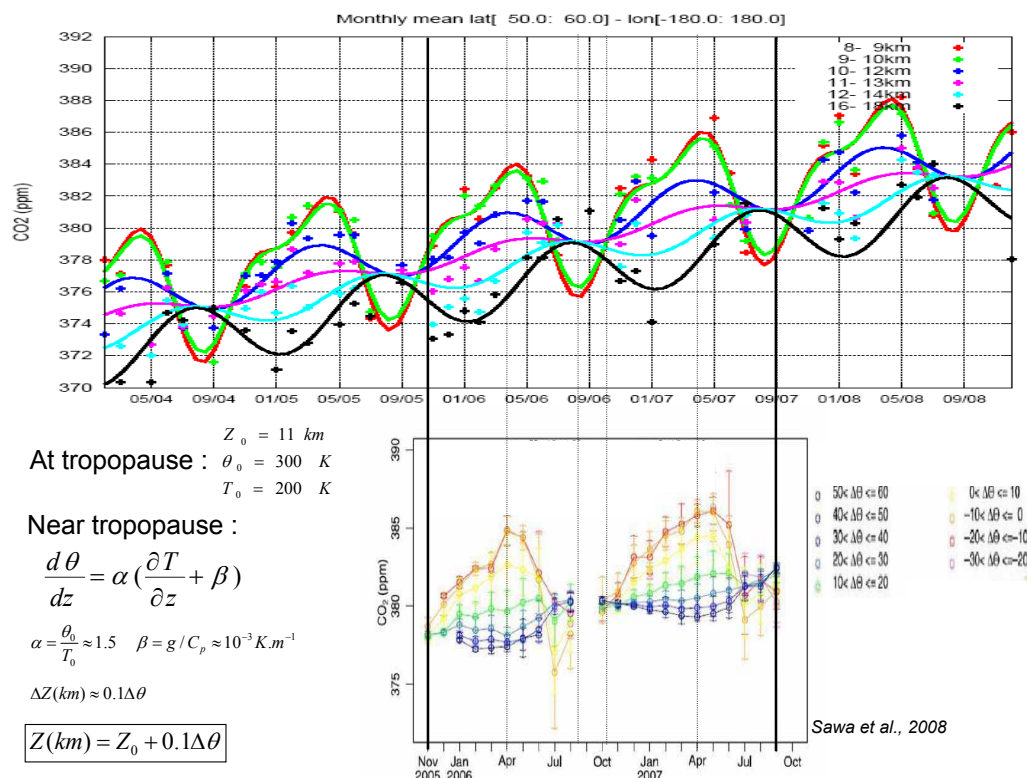 Monthly mean lat[ 50.0: 60.0] - lon[-180.0: 180.0]
392
390
388
386
384
382
380
378
376
374
372
370
CO2 (ppm)
8- 9km
9- 10km
10- 12km
11- 13km
12- 14km
16- 18km
05/04 09/04 01/05 05/05 09/05 01/06 05/06 09/06 01/07 05/07 09/07 01/08 05/08 09/08
At tropopause :
Z₀ = 11 km
θ₀ = 300 K
T₀ = 200 K
Near tropopause :
dθ/dz = α(∂T/∂z + β)
α = θ₀/T₀ ≈ 1.5 β = g / Cₚ ≈ 10⁻³ K.m⁻¹
ΔZ(km) ≈ 0.1Δθ
Z(km) = Z₀ + 0.1Δθ
390
385
380
375
CO₂ (ppm)
Nov Jan Apr Jul Oct Jan Apr Jul Oct
2005 2006 2007
50< Δθ <=60
40< Δθ <=50
30< Δθ <=40
20< Δθ <=30
10< Δθ <=20
0< Δθ <=10
-10< Δθ <=0
-20< Δθ <=-10
-30< Δθ <=-20
Sawa et al., 2008